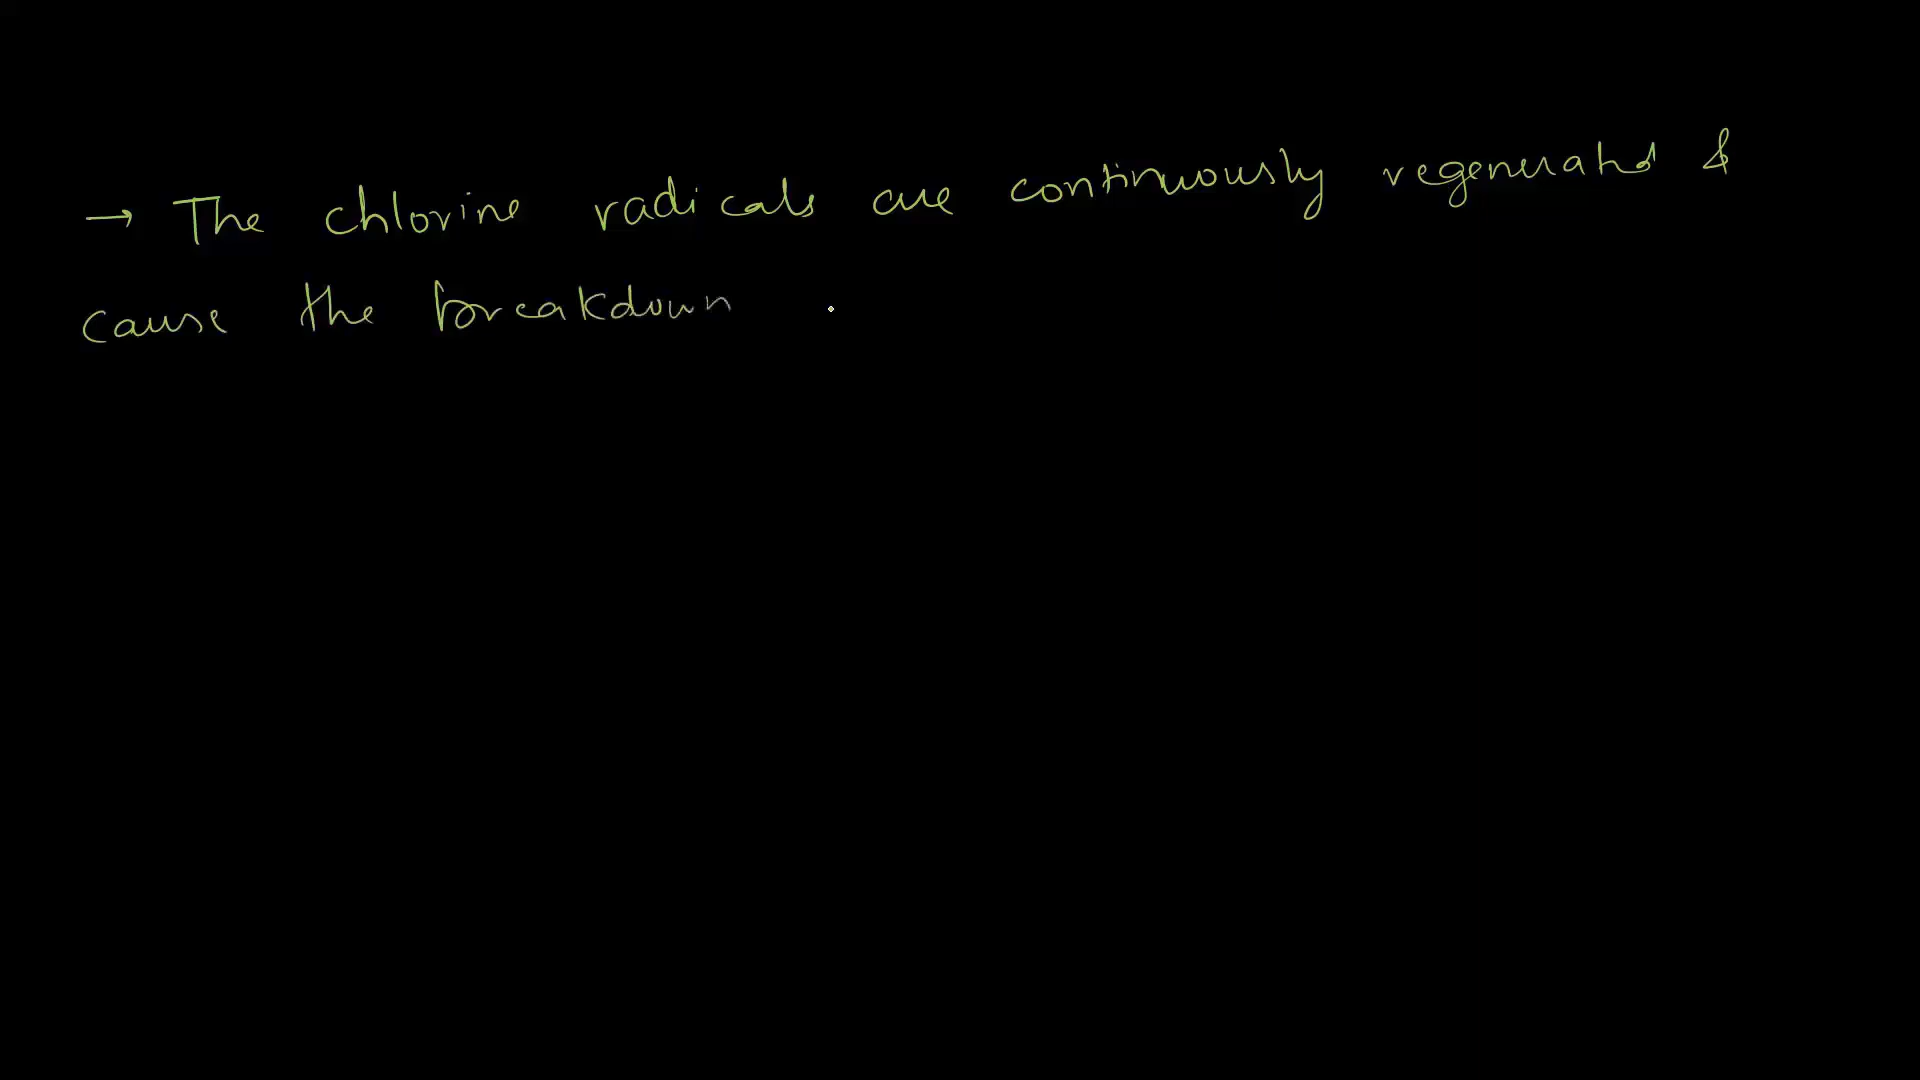 → The chlorine radicals are continuously regenerated &
cause the breakdown